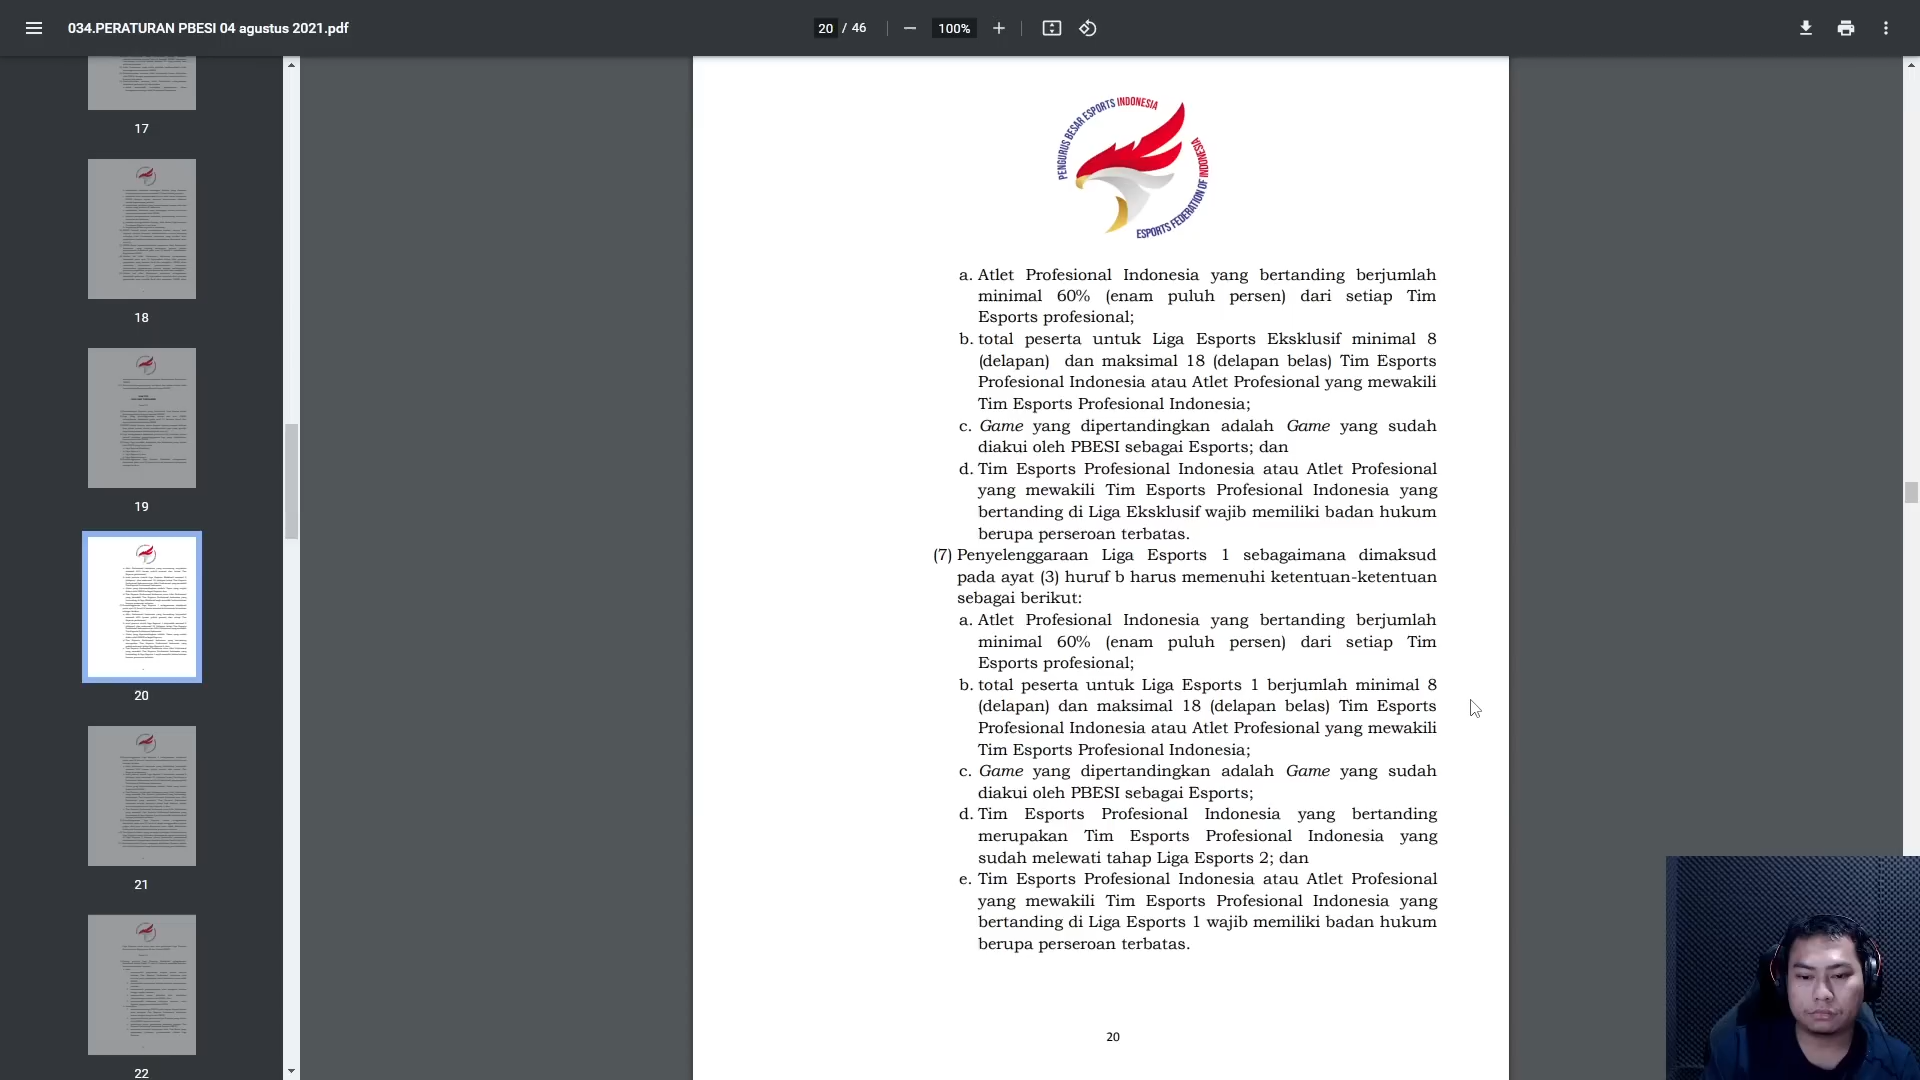 034.PERATURAN PBESI 04 agustus 2021.pdf
20 / 46
100%
17
18
19
20
21
22
PENGURUS BESAR ESPORTS INDONESIA
ESPORTS FEDERATION OF INDONESIA
a. Atlet Profesional Indonesia yang bertanding berjumlah
minimal 60% (enam puluh persen) dari setiap Tim
Esports profesional;
b. total peserta untuk Liga Esports Eksklusif minimal 8
(delapan) dan maksimal 18 (delapan belas) Tim Esports
Profesional Indonesia atau Atlet Profesional yang mewakili
Tim Esports Profesional Indonesia;
c. Game yang dipertandingkan adalah Game yang sudah
diakui oleh PBESI sebagai Esports; dan
d. Tim Esports Profesional Indonesia atau Atlet Profesional
yang mewakili Tim Esports Profesional Indonesia yang
bertanding di Liga Eksklusif wajib memiliki badan hukum
berupa perseroan terbatas.
(7) Penyelenggaraan Liga Esports 1 sebagaimana dimaksud
pada ayat (3) huruf b harus memenuhi ketentuan-ketentuan
sebagai berikut:
a. Atlet Profesional Indonesia yang bertanding berjumlah
minimal 60% (enam puluh persen) dari setiap Tim
Esports profesional;
b. total peserta untuk Liga Esports 1 berjumlah minimal 8
(delapan) dan maksimal 18 (delapan belas) Tim Esports
Profesional Indonesia atau Atlet Profesional yang mewakili
Tim Esports Profesional Indonesia;
c. Game yang dipertandingkan adalah Game yang sudah
diakui oleh PBESI sebagai Esports;
d. Tim Esports Profesional Indonesia yang bertanding
merupakan Tim Esports Profesional Indonesia yang
sudah melewati tahap Liga Esports 2; dan
e. Tim Esports Profesional Indonesia atau Atlet Profesional
yang mewakili Tim Esports Profesional Indonesia yang
bertanding di Liga Esports 1 wajib memiliki badan hukum
berupa perseroan terbatas.
20